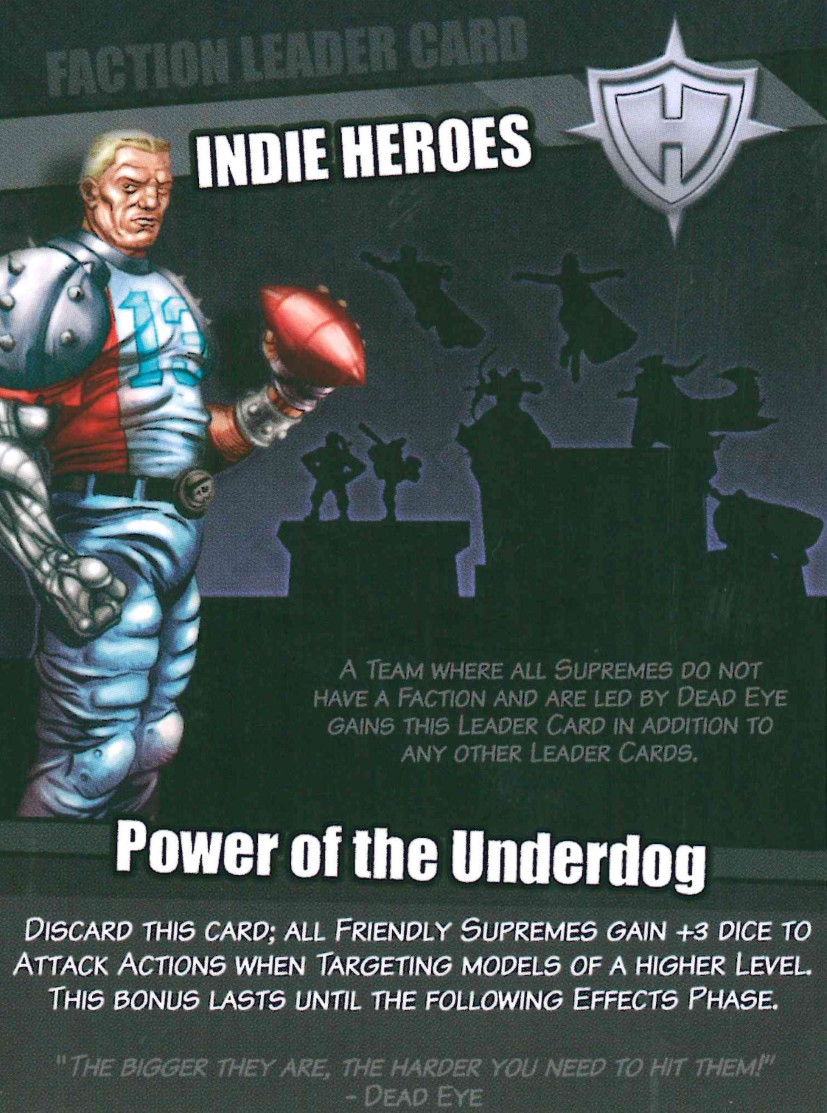 FACTION LEADER CARD
INDIE HEROES
H
13
A TEAM WHERE ALL SUPREMES DO NOT
HAVE A FACTION AND ARE LED BY DEAD EYE
GAINS THIS LEADER CARD IN ADDITION TO
ANY OTHER LEADER CARDS.
Power of the Underdog
DISCARD THIS CARD; ALL FRIENDLY SUPREMES GAIN +3 DICE TO
ATTACK ACTIONS WHEN TARGETING MODELS OF A HIGHER LEVEL.
THIS BONUS LASTS UNTIL THE FOLLOWING EFFECTS PHASE.
"THE BIGGER THEY ARE, THE HARDER YOU NEED TO HIT THEM!"
- DEAD EYE